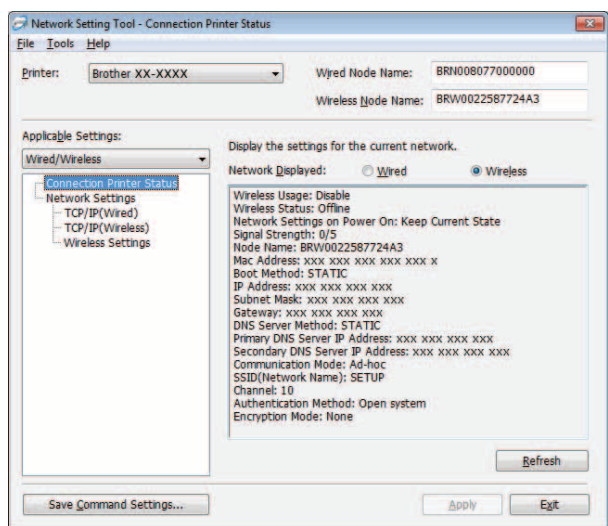 Network Setting Tool - Connection Printer Status
File Tools Help
Printer: Brother XX-XXXX Wired Node Name: BRN008077000000
Wireless Node Name: BRW0022587724A3
Applicable Settings:
Wired/Wireless
Connection Printer Status
Network Settings
TCP/IP(Wired)
TCP/IP(Wireless)
Wireless Settings
Display the settings for the current network.
Network Displayed: Wired Wireless
Wireless Usage: Disable
Wireless Status: Offline
Network Settings on Power On: Keep Current State
Signal Strength: 0/5
Node Name: BRW0022587724A3
Mac Address: xxx xxx xxx xxx xxx x
Boot Method: STATIC
IP Address: xxx xxx xxx xxx
Subnet Mask: xxx xxx xxx xxx
Gateway: xxx xxx xxx xxx
DNS Server Method: STATIC
Primary DNS Server IP Address: xxx xxx xxx xxx
Secondary DNS Server IP Address: xxx xxx xxx xxx
Communication Mode: Ad-hoc
SSID(Network Name): SETUP
Channel: 10
Authentication Method: Open system
Encryption Mode: None
Refresh
Save Command Settings... Apply Exit